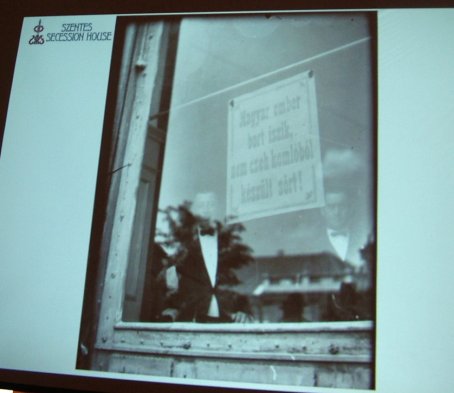 SZENTES
SECESSION HOUSE
Magyar ember
bort iszik,
nem cseh komlóból
készült sört!